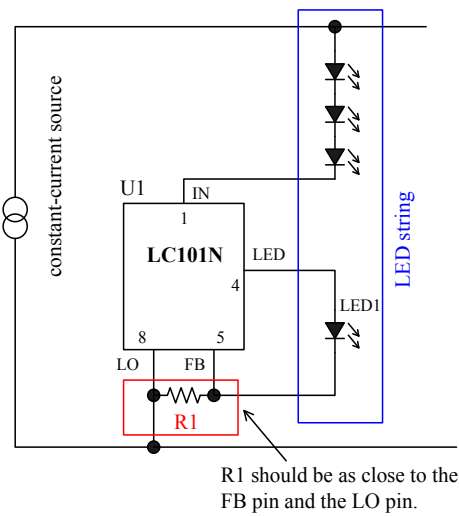 constant-current source
U1
IN
1
LC101N
LED
4
LED1
LED string
8
5
LO
FB
R1
R1 should be as close to the
FB pin and the LO pin.